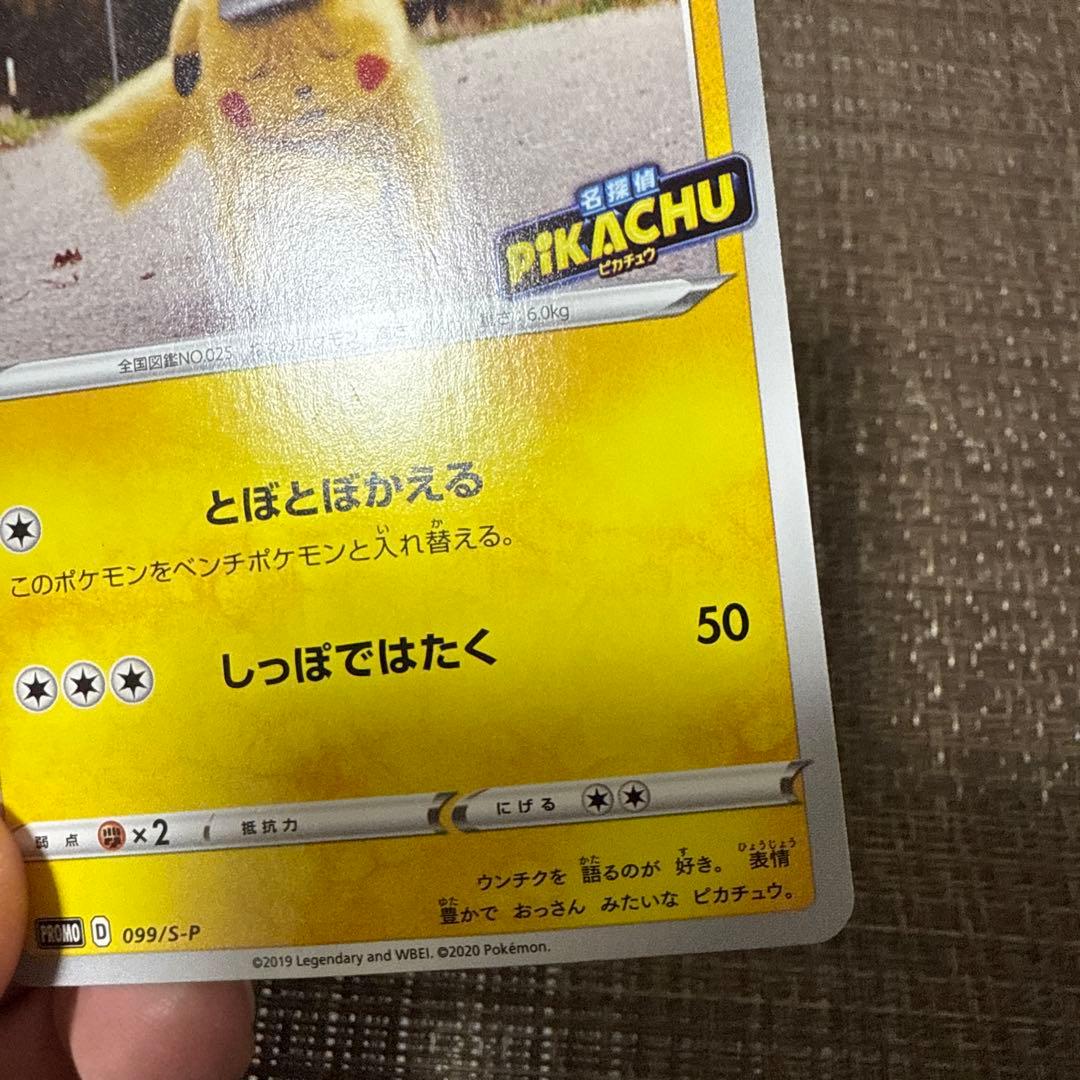 名探偵
PiKACHU
ピカチュウ
全国図鑑NO.025 重さ：6.0kg
とぼとぼかえる
このポケモンをベンチポケモンと入れ替える。
しっぽではたく 50
弱点 ×2 抵抗力 にげる
ウンチクを 語るのが 好き。 表情
豊かで おっさん みたいな ピカチュウ。
PROMO D 099/S-P
©2019 Legendary and WBEI. ©2020 Pokémon.